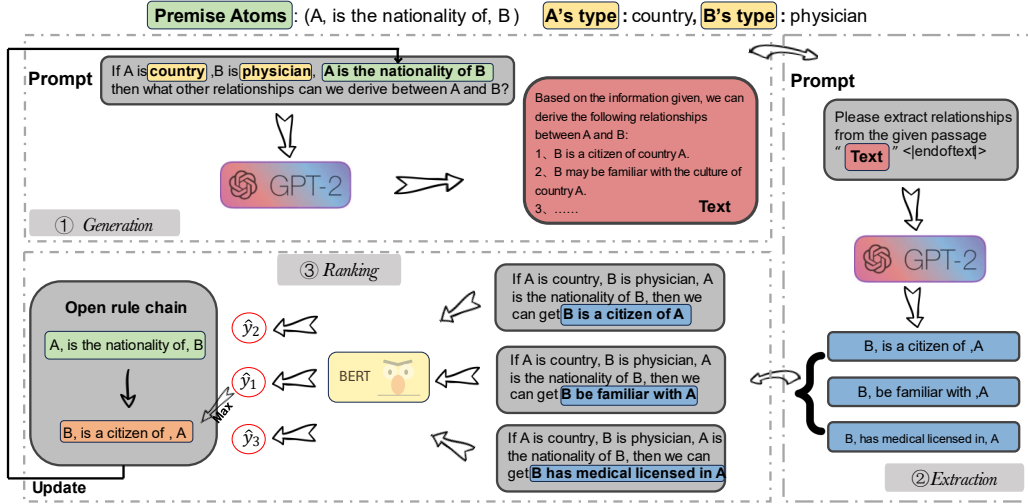 Premise Atoms: (A, is the nationality of, B ) A's type : country, B's type : physician
Prompt
If A is country ,B is physician, A is the nationality of B
then what other relationships can we derive between A and B?
GPT-2
① Generation
Based on the information given, we can
derive the following relationships
between A and B:
1、B is a citizen of country A.
2、B may be familiar with the culture of
country A.
3、......
Text
Prompt
Please extract relationships
from the given passage
“ Text ” <|endoftext|>
GPT-2
B, is a citizen of ,A
B, be familiar with ,A
B, has medical licensed in, A
②Extraction
③ Ranking
If A is country, B is physician, A
is the nationality of B, then we
can get B is a citizen of A
If A is country, B is physician, A
is the nationality of B, then we
can get B be familiar with A
If A is country, B is physician, A is
the nationality of B, then we can
get B has medical licensed in A
BERT
ŷ2
ŷ1
ŷ3
Max
Open rule chain
A, is the nationality of, B
B, is a citizen of , A
Update